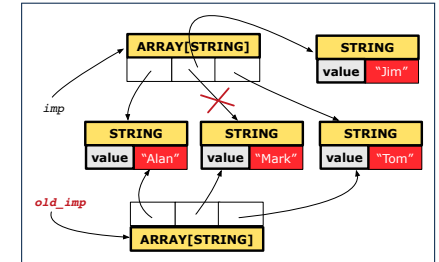 ARRAY[STRING]
STRING
value "Jim"
imp
STRING STRING STRING
value "Alan" value "Mark" value "Tom"
old_imp
ARRAY[STRING]